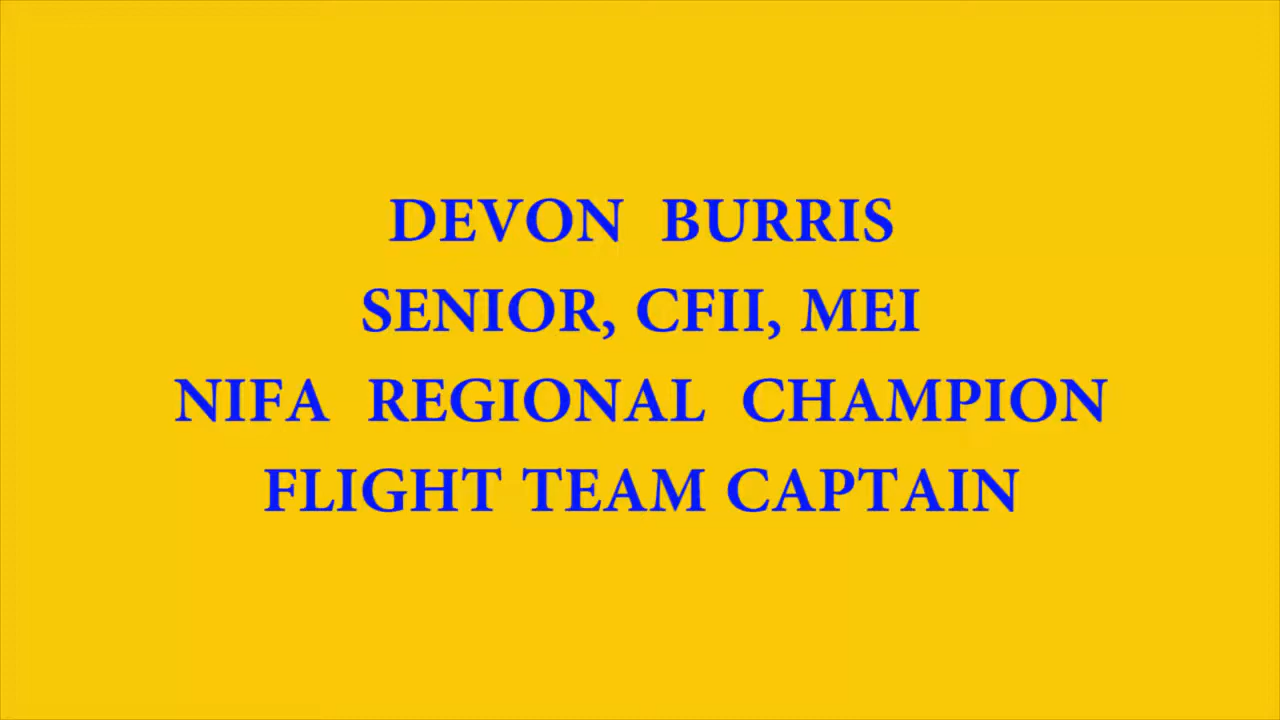 DEVON BURRIS
SENIOR, CFII, MEI
NIFA REGIONAL CHAMPION
FLIGHT TEAM CAPTAIN